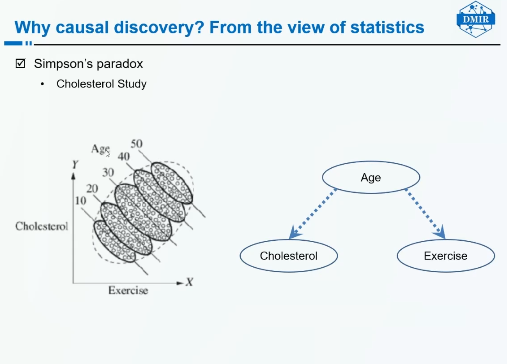 Why causal discovery? From the view of statistics
DMIR
☑ Simpson's paradox
• Cholesterol Study
Age
10
20
30
40
50
Y
Cholesterol
X
Exercise
Age
Cholesterol
Exercise